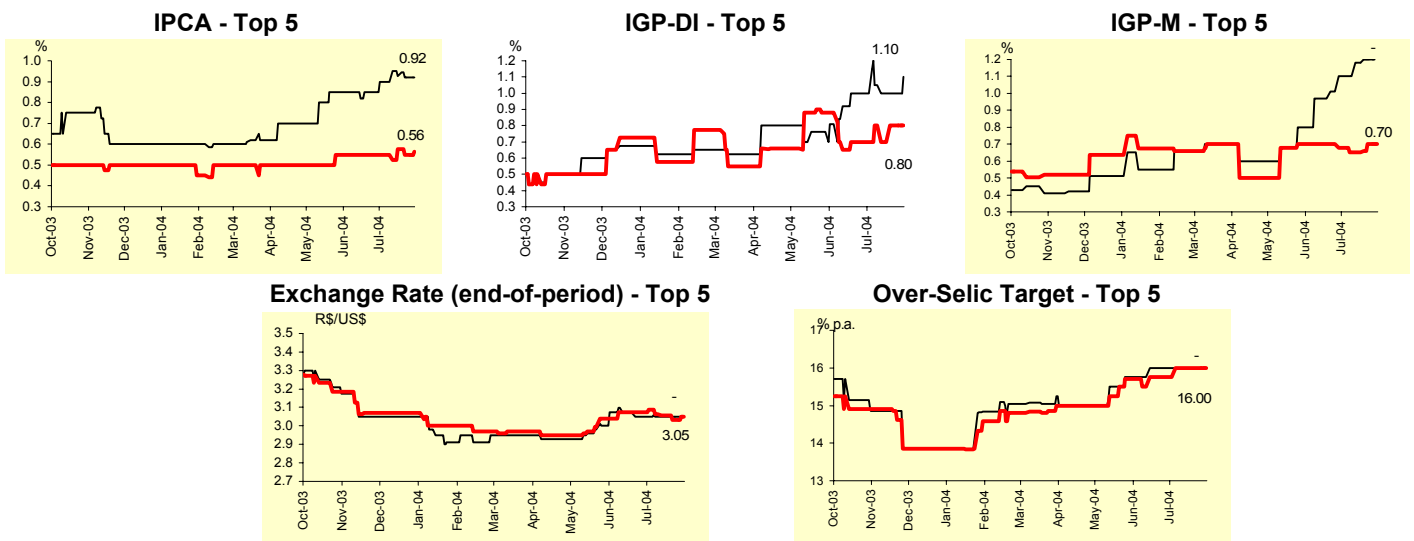 IPCA - Top 5
%
1.0
0.9
0.8
0.7
0.6
0.5
0.4
0.3
0.92
0.56
Oct-03
Nov-03
Dec-03
Jan-04
Feb-04
Mar-04
Apr-04
May-04
Jun-04
Jul-04
IGP-DI - Top 5
%
1.2
1.1
1.0
0.9
0.8
0.7
0.6
0.5
0.4
0.3
1.10
0.80
Oct-03
Nov-03
Dec-03
Jan-04
Feb-04
Mar-04
Apr-04
May-04
Jun-04
Jul-04
IGP-M - Top 5
%
1.2
1.1
1.0
0.9
0.8
0.7
0.6
0.5
0.4
0.3
-
0.70
Oct-03
Nov-03
Dec-03
Jan-04
Feb-04
Mar-04
Apr-04
May-04
Jun-04
Jul-04
Exchange Rate (end-of-period) - Top 5
R$/US$
3.5
3.4
3.3
3.2
3.1
3.0
2.9
2.8
2.7
-
3.05
Oct-03
Nov-03
Dec-03
Jan-04
Feb-04
Mar-04
Apr-04
May-04
Jun-04
Jul-04
Over-Selic Target - Top 5
% p.a.
17
16
15
14
13
-
16.00
Oct-03
Nov-03
Dec-03
Jan-04
Feb-04
Mar-04
Apr-04
May-04
Jun-04
Jul-04